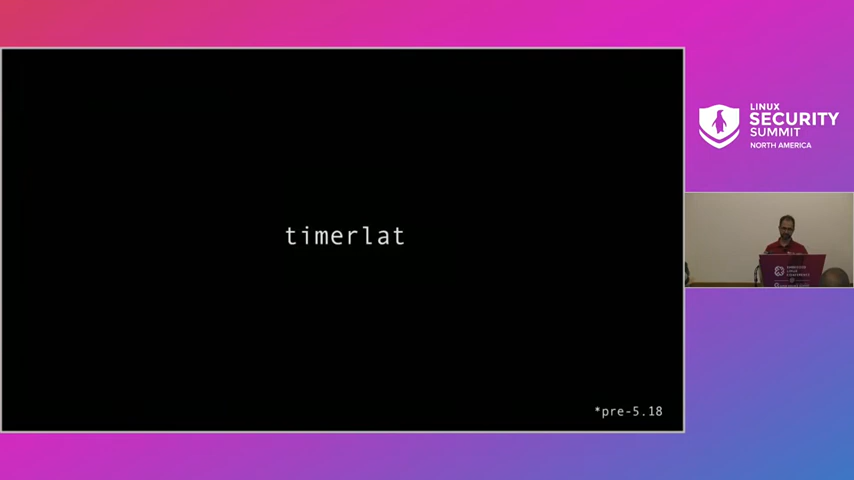 timerlat
*pre-5.18
LINUX
SECURITY
SUMMIT
NORTH AMERICA